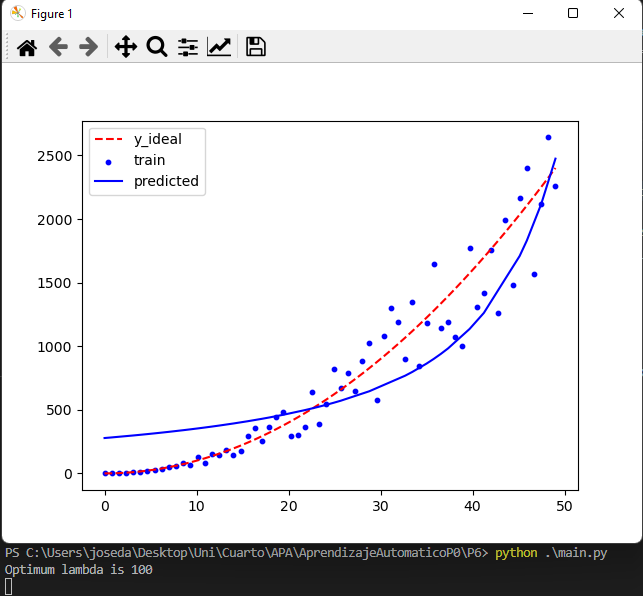 Figure 1
y_ideal
train
predicted
2500
2000
1500
1000
500
0
0 10 20 30 40 50
PS C:\Users\joseda\Desktop\Uni\Cuarto\APA\AprendizajeAutomaticoP0\P6> python .\main.py
Optimum lambda is 100